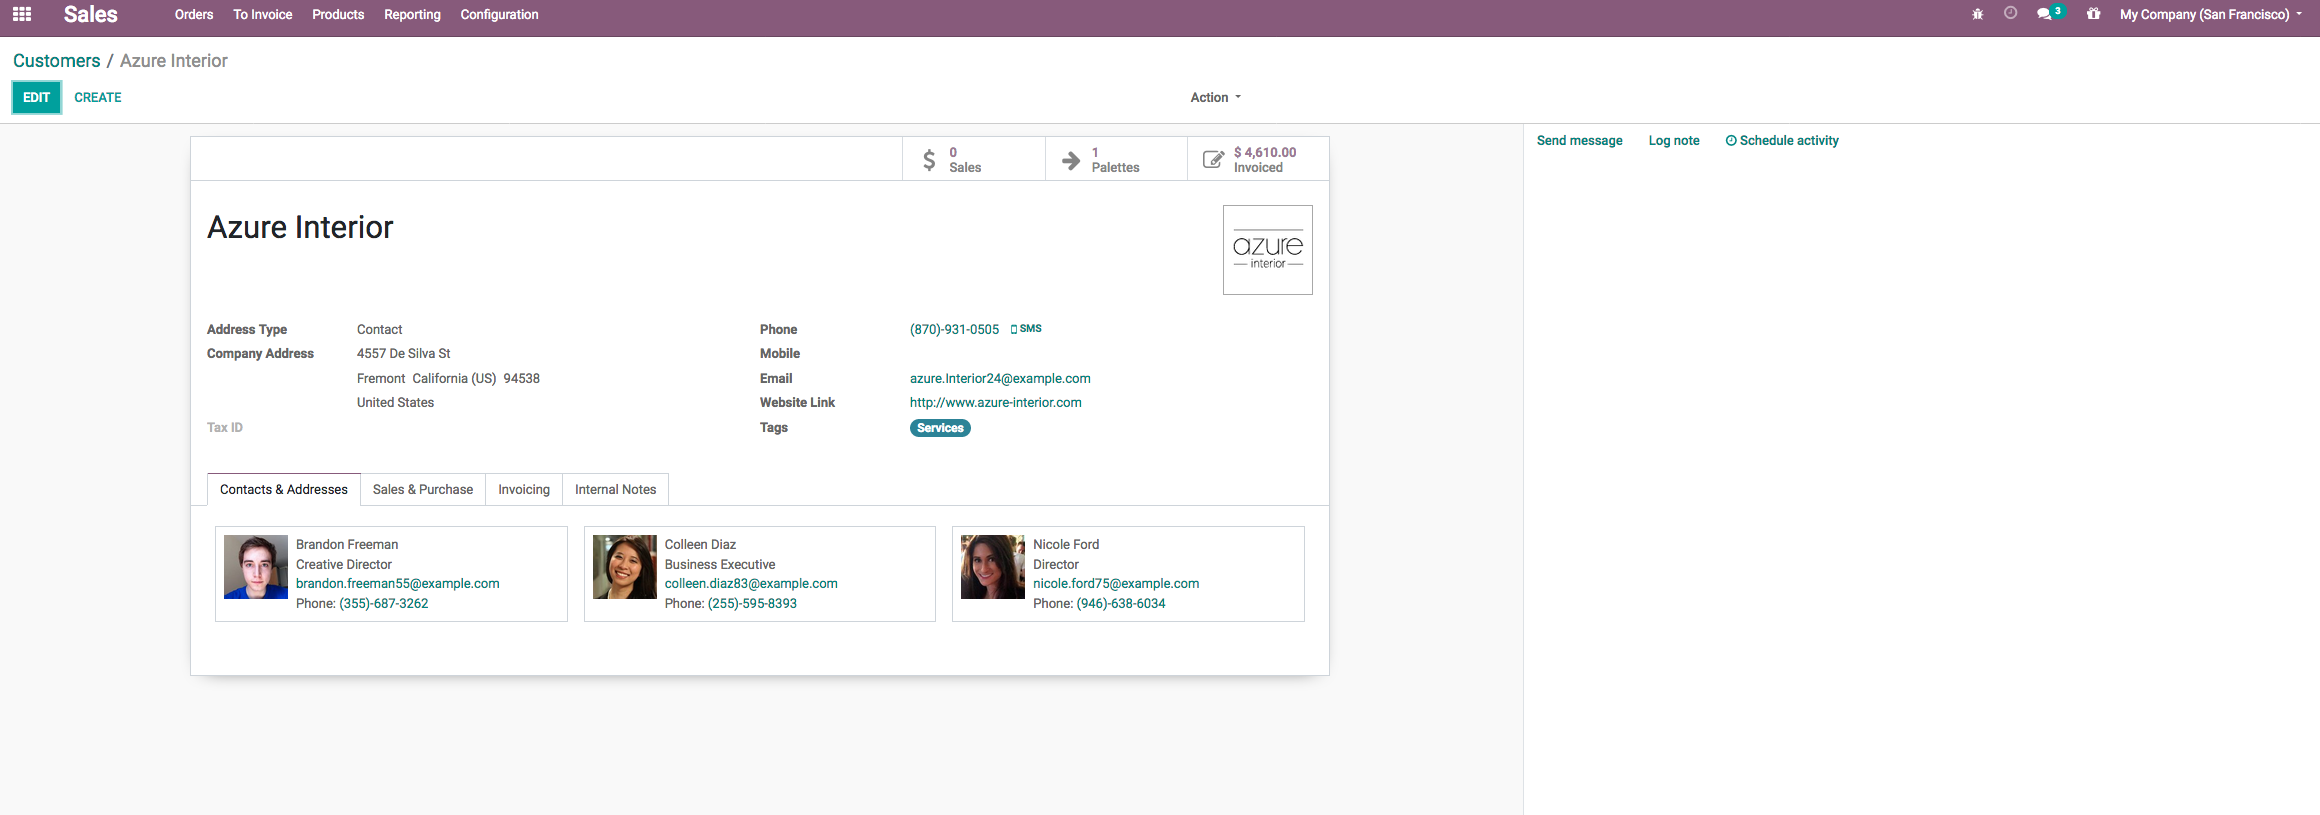 Sales Orders To Invoice Products Reporting Configuration 3 My Company (San Francisco)
Customers / Azure Interior
EDIT CREATE Action
Send message Log note Schedule activity
0
Sales
1
Palettes
$ 4,610.00
Invoiced
Azure Interior
azure
interior
Address Type Contact
Company Address 4557 De Silva St
Fremont California (US) 94538
United States
Tax ID
Phone (870)-931-0505 SMS
Mobile
Email azure.Interior24@example.com
Website Link http://www.azure-interior.com
Tags Services
Contacts & Addresses Sales & Purchase Invoicing Internal Notes
Brandon Freeman
Creative Director
brandon.freeman55@example.com
Phone: (355)-687-3262
Colleen Diaz
Business Executive
colleen.diaz83@example.com
Phone: (255)-595-8393
Nicole Ford
Director
nicole.ford75@example.com
Phone: (946)-638-6034